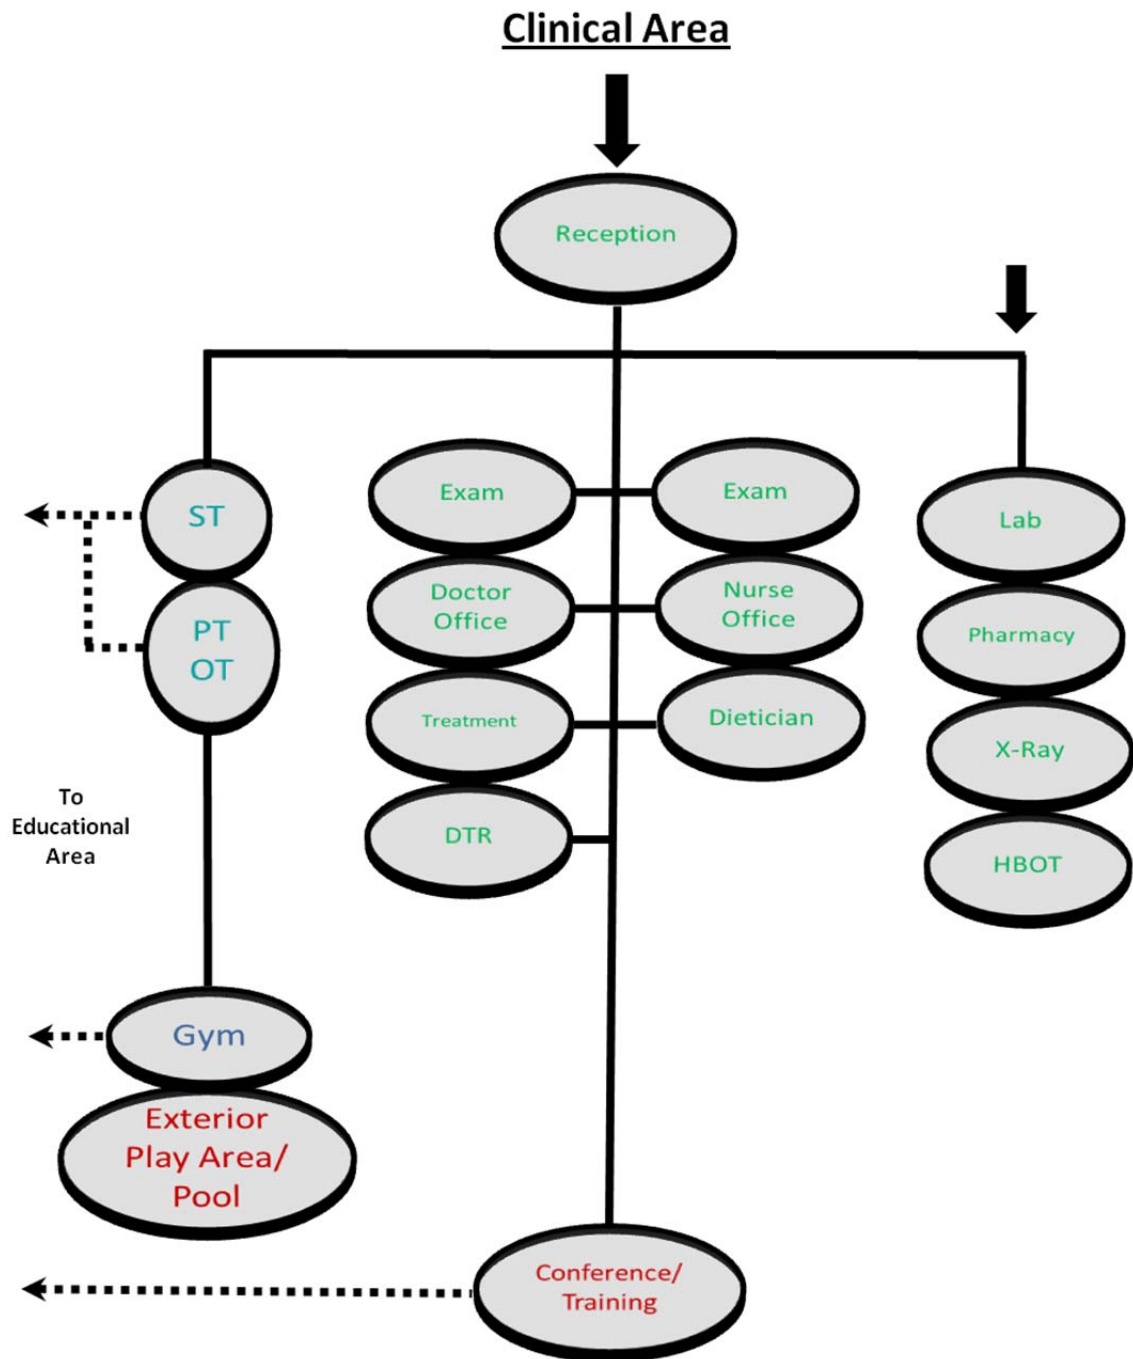 Clinical Area
Reception
ST
PT
OT
Exam
Exam
Doctor
Office
Nurse
Office
Treatment
Dietician
DTR
Lab
Pharmacy
X-Ray
HBOT
To
Educational
Area
Gym
Exterior
Play Area/
Pool
Conference/
Training